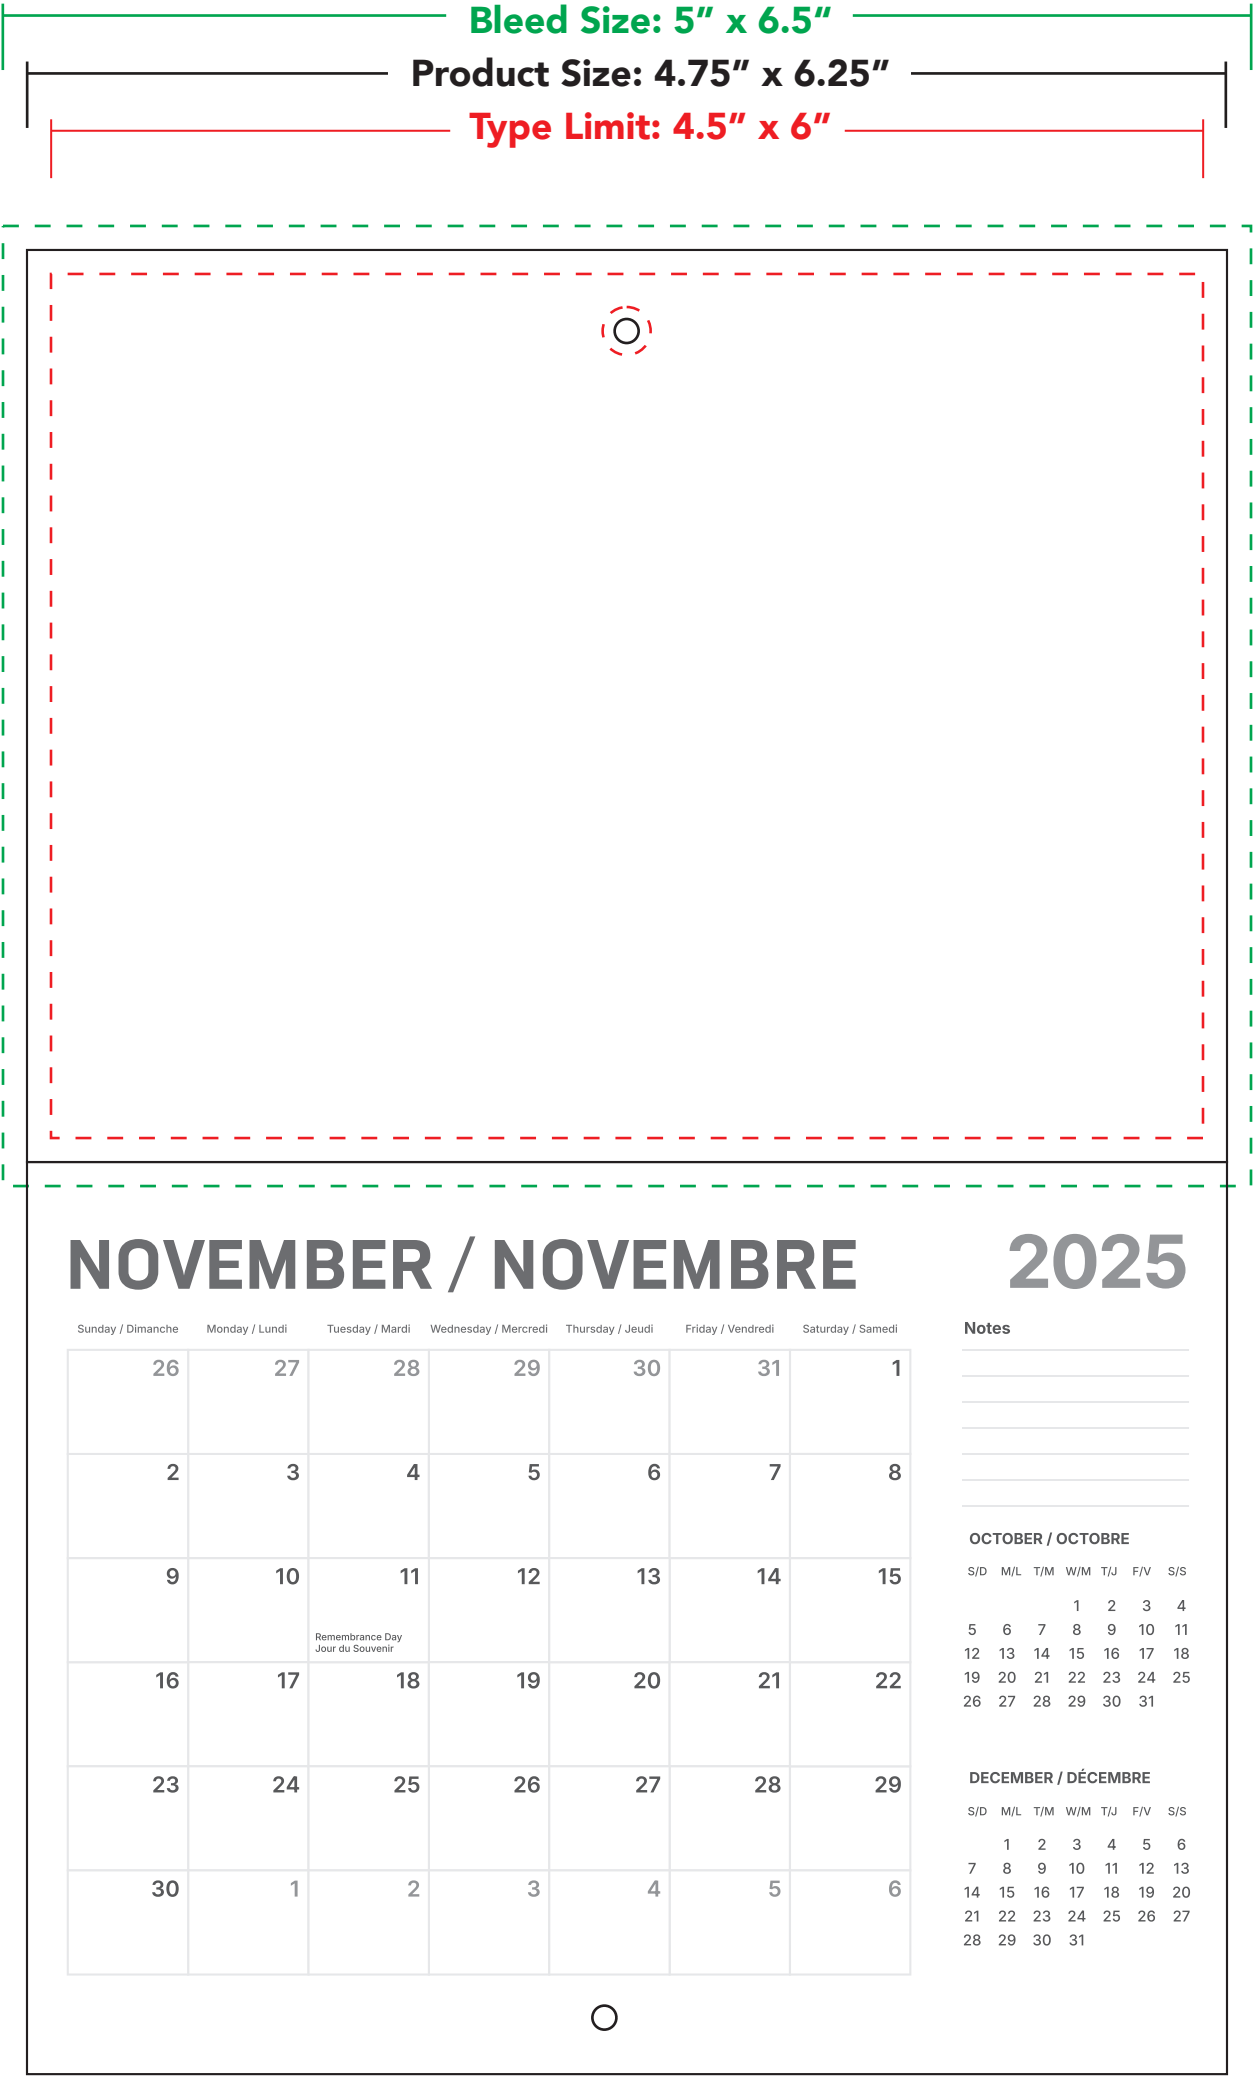 Bleed Size: 5” x 6.5”
Product Size: 4.75” x 6.25”
Type Limit: 4.5” x 6”
NOVEMBER / NOVEMBRE 2025
Sunday / Dimanche Monday / Lundi Tuesday / Mardi Wednesday / Mercredi Thursday / Jeudi Friday / Vendredi Saturday / Samedi
26 27 28 29 30 31 1
2 3 4 5 6 7 8
9 10 11 12 13 14 15
Remembrance Day
Jour du Souvenir
16 17 18 19 20 21 22
23 24 25 26 27 28 29
30 1 2 3 4 5 6
Notes
OCTOBER / OCTOBRE
S/D M/L T/M W/M T/J F/V S/S
1 2 3 4
5 6 7 8 9 10 11
12 13 14 15 16 17 18
19 20 21 22 23 24 25
26 27 28 29 30 31
DECEMBER / DÉCEMBRE
S/D M/L T/M W/M T/J F/V S/S
1 2 3 4 5 6
7 8 9 10 11 12 13
14 15 16 17 18 19 20
21 22 23 24 25 26 27
28 29 30 31